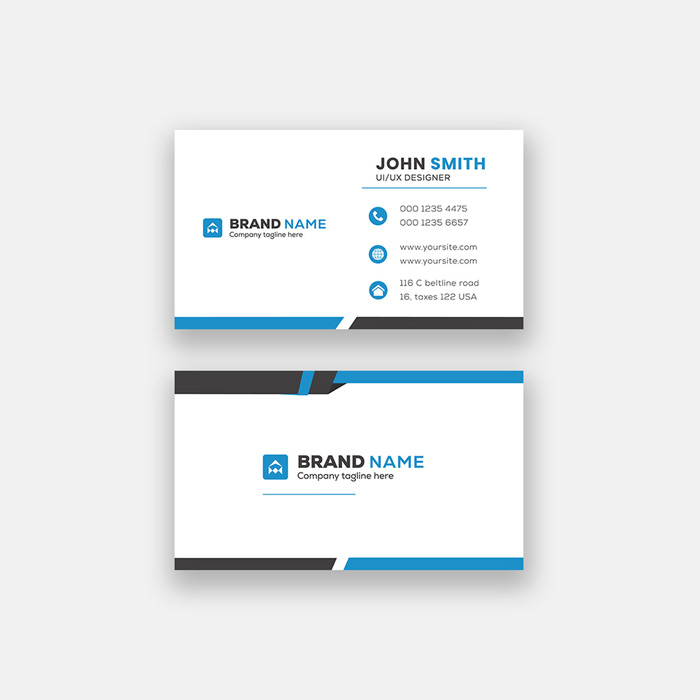 JOHN SMITH
UI/UX DESIGNER
BRAND NAME
Company tagline here
000 1235 4475
000 1235 6657
www.yoursite.com
www.yoursite.com
116 C beltline road
16, taxes 122 USA
BRAND NAME
Company tagline here